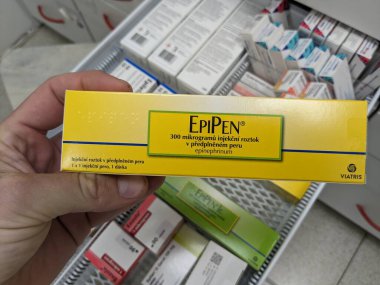 EPIPEN®
300 mikrogramů injekční roztok
v předplněném peru
epinephrinum
Injekční roztok v předplněném peru
1 x 1 injekční pero, 1 dávka
VIATRIS